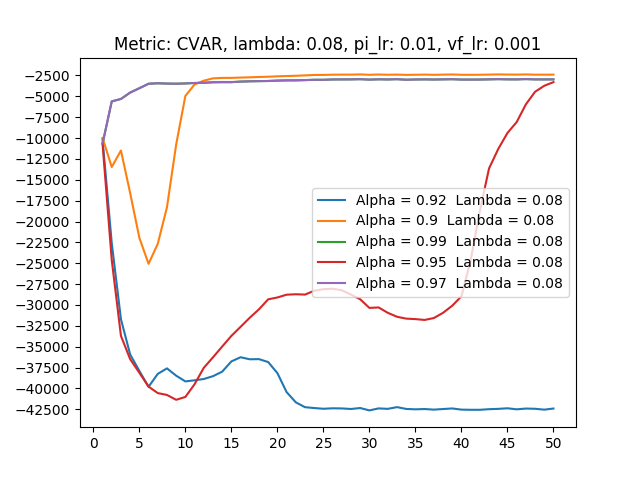 Metric: CVAR, lambda: 0.08, pi_lr: 0.01, vf_lr: 0.001
−2500
−5000
−7500
−10000
−12500
−15000
−17500
−20000
−22500
−25000
−27500
−30000
−32500
−35000
−37500
−40000
−42500
Alpha = 0.92  Lambda = 0.08
Alpha = 0.9  Lambda = 0.08
Alpha = 0.99  Lambda = 0.08
Alpha = 0.95  Lambda = 0.08
Alpha = 0.97  Lambda = 0.08
0 5 10 15 20 25 30 35 40 45 50